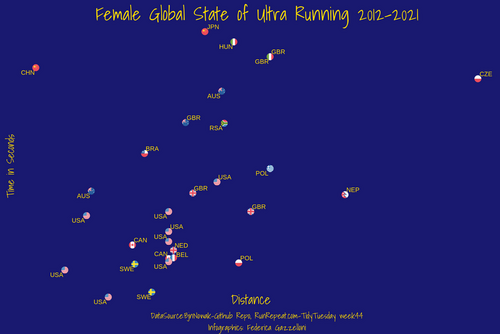 Female Global State of Ultra Running 2012-2021
JPN
HUN
GBR
GBR
CHN
CZE
AUS
GBR
RSA
BRA
POL
USA
GBR
NEP
AUS
USA
USA
GBR
USA
USA
CAN
NED
CAN
BEL
USA
POL
SWE
USA
SWE
USA
Time in Seconds
Distance
DataSource:BjnNowak-Github Repo, RunRepeat.com-TidyTuesday week44
Infographics: Federica Gazzelloni